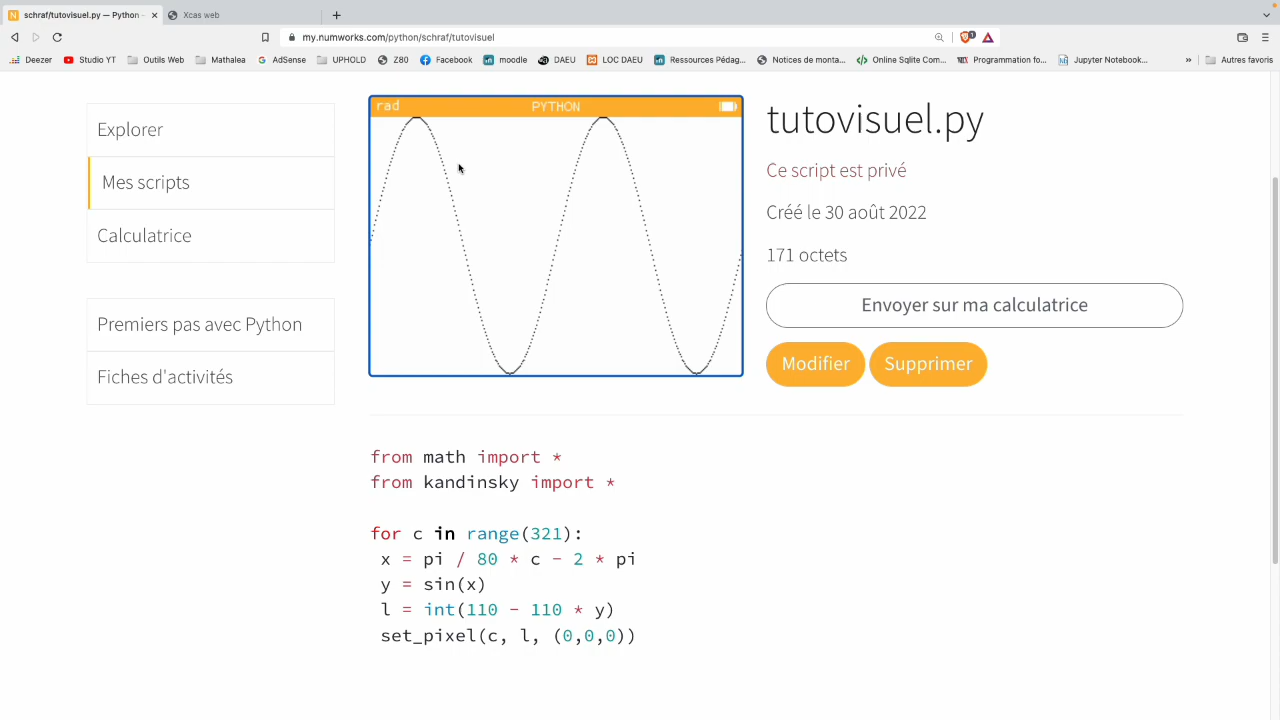 schraf/tutovisuel.py — Python
Xcas web
my.numworks.com/python/schraf/tutovisuel
Deezer
Studio YT
Outils Web
Mathalea
AdSense
UPHOLD
Z80
Facebook
moodle
DAEU
LOC DAEU
Ressources Pédag...
Notices de monta...
Online Sqlite Com...
Programmation fo...
Jupyter Notebook...
»
Autres favoris
Explorer
Mes scripts
Calculatrice
Premiers pas avec Python
Fiches d'activités
rad
PYTHON
tutovisuel.py
Ce script est privé
Créé le 30 août 2022
171 octets
Envoyer sur ma calculatrice
Modifier
Supprimer
from math import *
from kandinsky import *
for c in range(321):
x = pi / 80 * c - 2 * pi
y = sin(x)
l = int(110 - 110 * y)
set_pixel(c, l, (0,0,0))